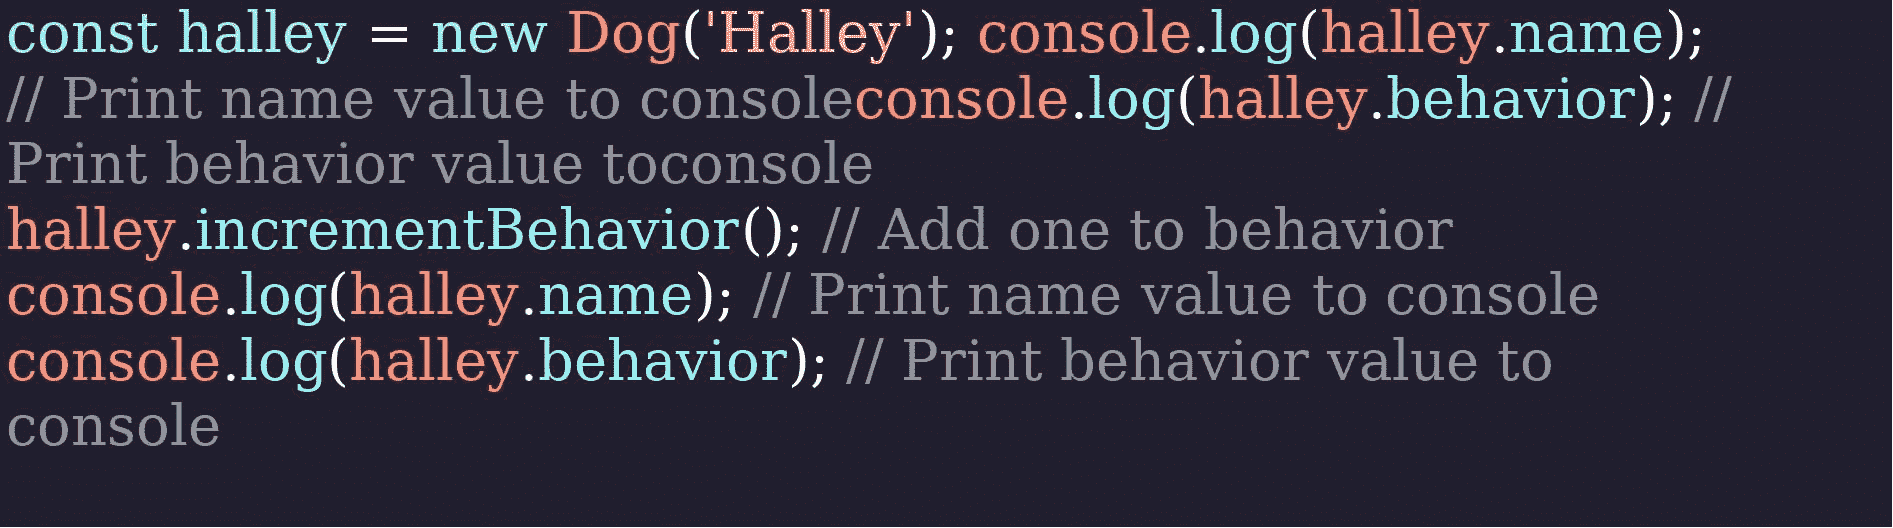 const halley = new Dog('Halley'); console.log(halley.name);
// Print name value to consoleconsole.log(halley.behavior); //
Print behavior value toconsole
halley.incrementBehavior(); // Add one to behavior
console.log(halley.name); // Print name value to console
console.log(halley.behavior); // Print behavior value to
console